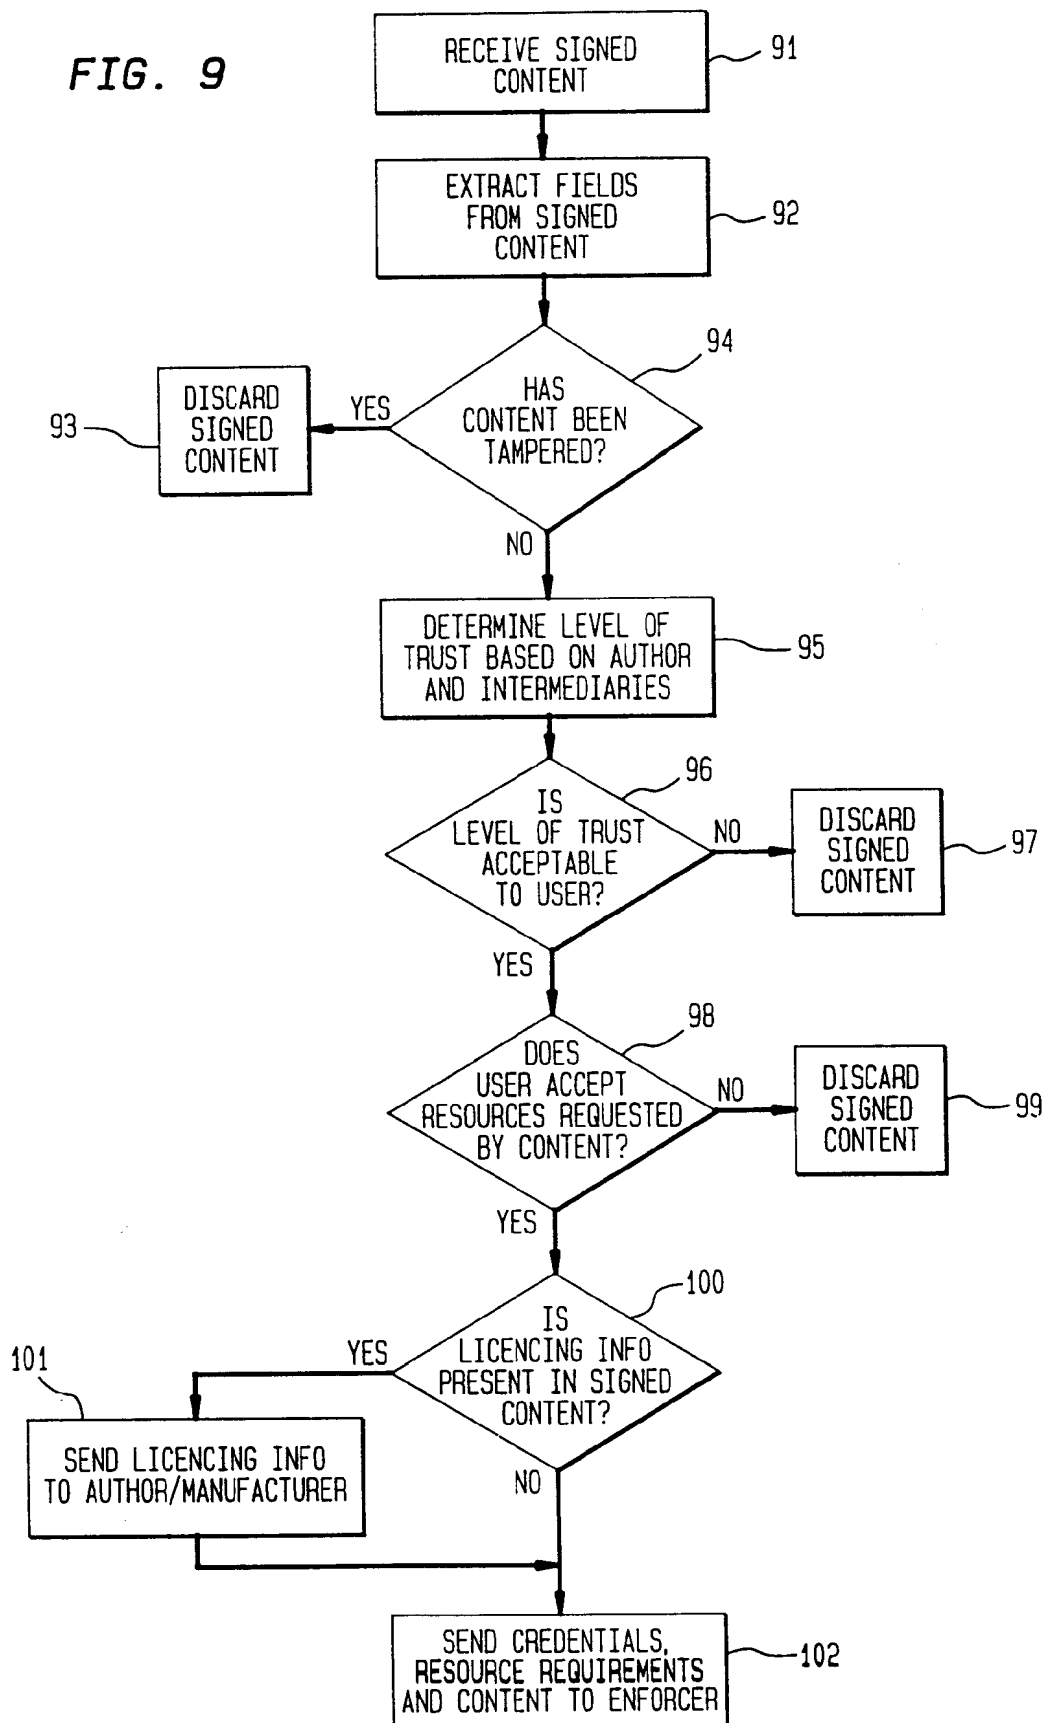 FIG. 9
RECEIVE SIGNED
CONTENT
91
EXTRACT FIELDS
FROM SIGNED
CONTENT
92
94
HAS
CONTENT BEEN
TAMPERED?
YES
DISCARD
SIGNED
CONTENT
93
NO
DETERMINE LEVEL OF
TRUST BASED ON AUTHOR
AND INTERMEDIARIES
95
96
IS
LEVEL OF TRUST
ACCEPTABLE
TO USER?
NO
DISCARD
SIGNED
CONTENT
97
YES
98
DOES
USER ACCEPT
RESOURCES REQUESTED
BY CONTENT?
NO
DISCARD
SIGNED
CONTENT
99
YES
100
IS
LICENCING INFO
PRESENT IN SIGNED
CONTENT?
YES
101
SEND LICENCING INFO
TO AUTHOR/MANUFACTURER
NO
SEND CREDENTIALS,
RESOURCE REQUIREMENTS
AND CONTENT TO ENFORCER
102